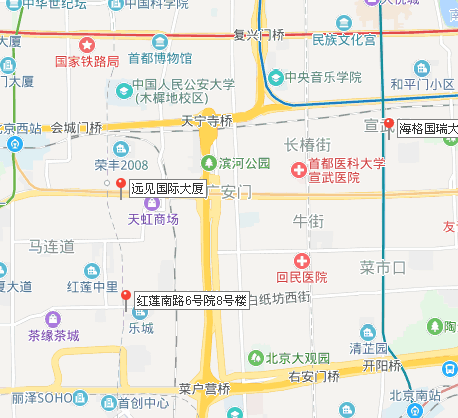 中华世纪坛
中国科学院
复兴门桥
国家铁路局
首都博物馆
民族文化宫
门大厦
中国人民公安大学
(木樨地校区)
中央音乐学院
和平门小区
天宁寺桥
北京西站
会城门桥
宣武
海格国瑞大
长椿街
荣丰2008
滨河公园
首都医科大学
宣武医院
远见国际大厦
广安门
天虹商场
牛街
友
马连道
回民医院
菜市口
像大厦
红莲中里
红莲南路6号院8号楼
白纸坊西街
茶缘茶城
乐城
清芷园
陶
北京大观园
开阳桥
右安门桥
菜户营桥
丽泽SOHO
首创中心
北京南站